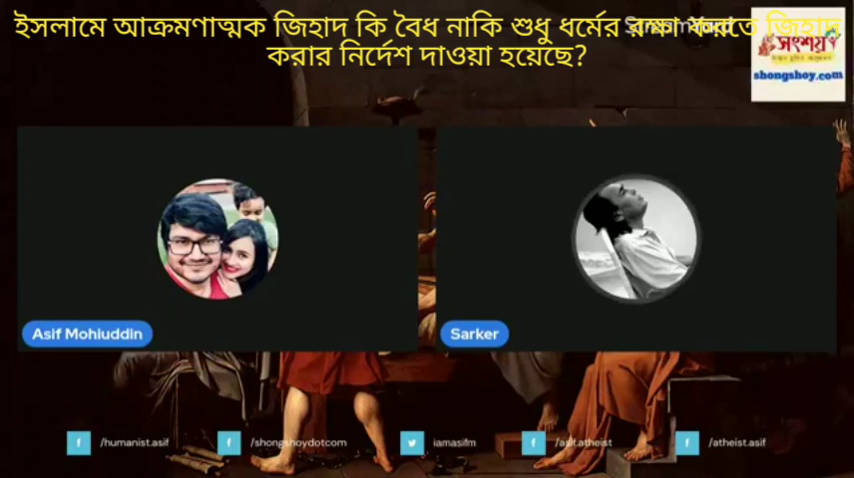 ইসলামে আক্রমণাত্মক জিহাদ কি বৈধ নাকি শুধু ধর্মের রক্ষা করতে জিহাদ
করার নির্দেশ দাওয়া হয়েছে?
সংশয়
shongshoy.com
Asif Mohiuddin
Sarker
/humanist.asif
/shongshoydotcom
iamasifm
/asif.atheist
/atheist.asif